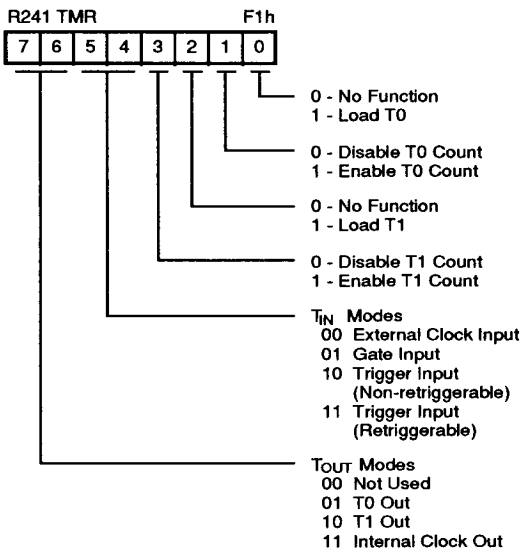 R241 TMR F1h
7 6 5 4 3 2 1 0
0 - No Function
1 - Load T0
0 - Disable T0 Count
1 - Enable T0 Count
0 - No Function
1 - Load T1
0 - Disable T1 Count
1 - Enable T1 Count
TIN Modes
00 External Clock Input
01 Gate Input
10 Trigger Input
(Non-retriggerable)
11 Trigger Input
(Retriggerable)
TOUT Modes
00 Not Used
01 T0 Out
10 T1 Out
11 Internal Clock Out